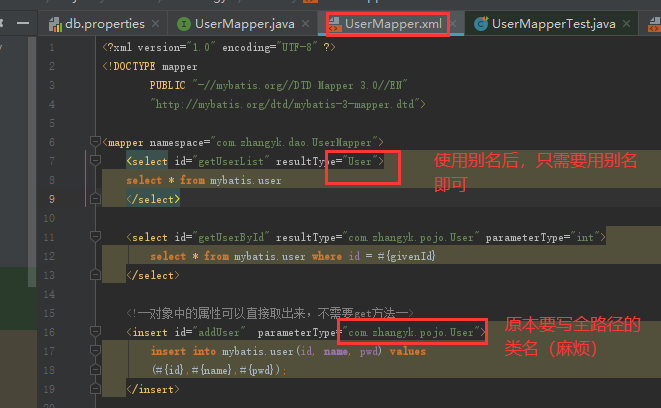 db.properties
UserMapper.java
UserMapper.xml
UserMapperTest.java
1 <?xml version="1.0" encoding="UTF-8" ?>
2 <!DOCTYPE mapper
3 PUBLIC "-//mybatis.org//DTD Mapper 3.0//EN"
4 "http://mybatis.org/dtd/mybatis-3-mapper.dtd">
5
6 <mapper namespace="com.zhangyk.dao.UserMapper">
7 <select id="getUserList" resultType="User">
8 select * from mybatis.user
9 </select>
使用别名后，只需要用别名
即可
10
11 <select id="getUserById" resultType="com.zhangyk.pojo.User" parameterType="int">
12 select * from mybatis.user where id = #{givenId}
13 </select>
14
15 <!--对象中的属性可以直接取出来，不需要get方法-->
16 <insert id="addUser" parameterType="com.zhangyk.pojo.User">
17 insert into mybatis.user(id, name, pwd) values
18 (#{id},#{name},#{pwd});
19 </insert>
原本要写全路径的
类名（麻烦）